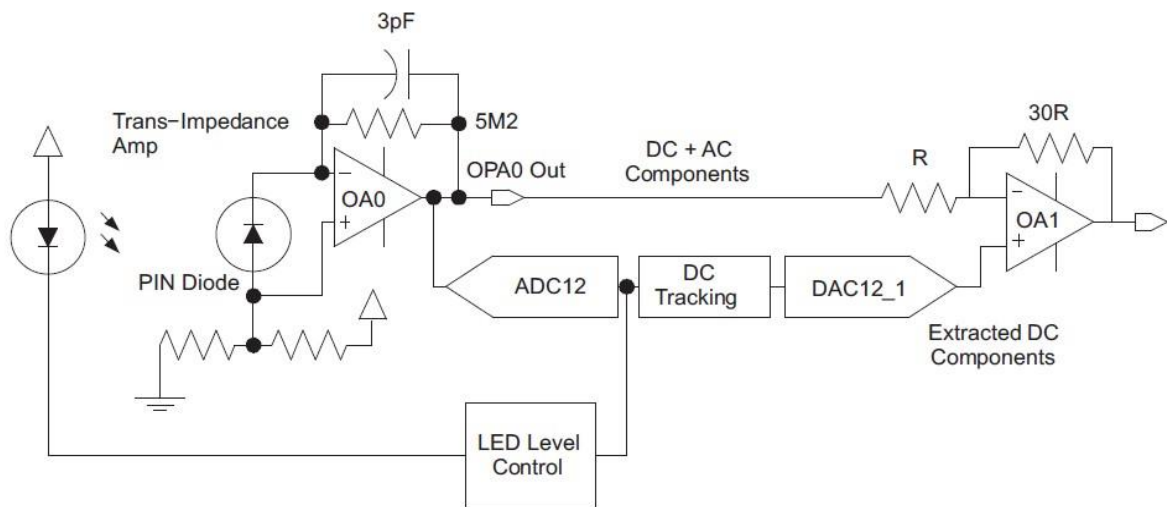 3pF
Trans-Impedance
Amp
5M2
OA0
-
+
OPA0 Out
DC + AC
Components
R
30R
-
OA1
+
PIN Diode
ADC12
DC
Tracking
DAC12_1
Extracted DC
Components
LED Level
Control